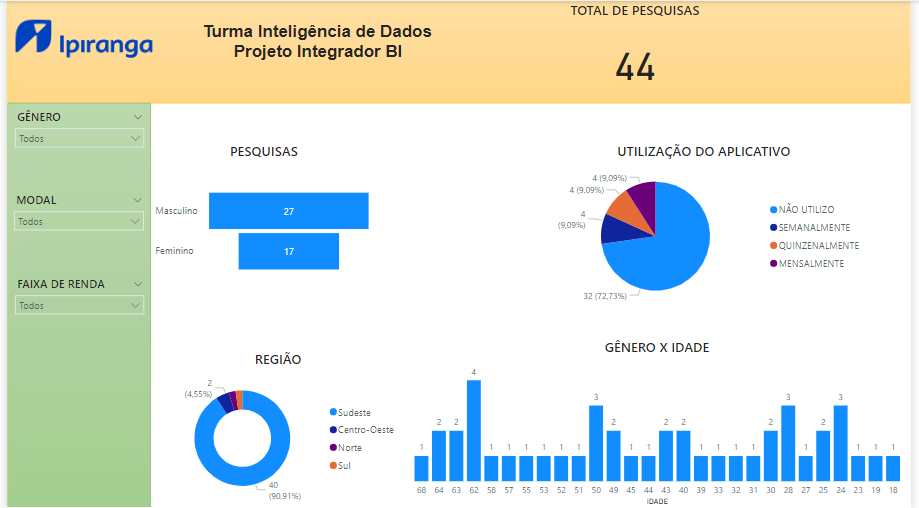 Ipiranga
Turma Inteligência de Dados
Projeto Integrador BI
TOTAL DE PESQUISAS
44
GÊNERO
Todos
MODAL
Todos
FAIXA DE RENDA
Todos
PESQUISAS
Masculino 27
Feminino 17
UTILIZAÇÃO DO APLICATIVO
4 (9,09%)
4 (9,09%)
4
(9,09%)
32 (72,73%)
NÃO UTILIZO
SEMANALMENTE
QUINZENALMENTE
MENSALMENTE
REGIÃO
2
(4,55%)
40
(90,91%)
Sudeste
Centro-Oeste
Norte
Sul
GÊNERO X IDADE
1 2 2 4 1 1 1 1 1 1 3 2 1 1 2 2 1 1 1 1 2 3 1 2 3 1 1 1
68 64 63 62 58 57 55 53 52 51 50 49 45 44 43 40 39 33 32 31 30 28 27 25 24 23 19 18
IDADE